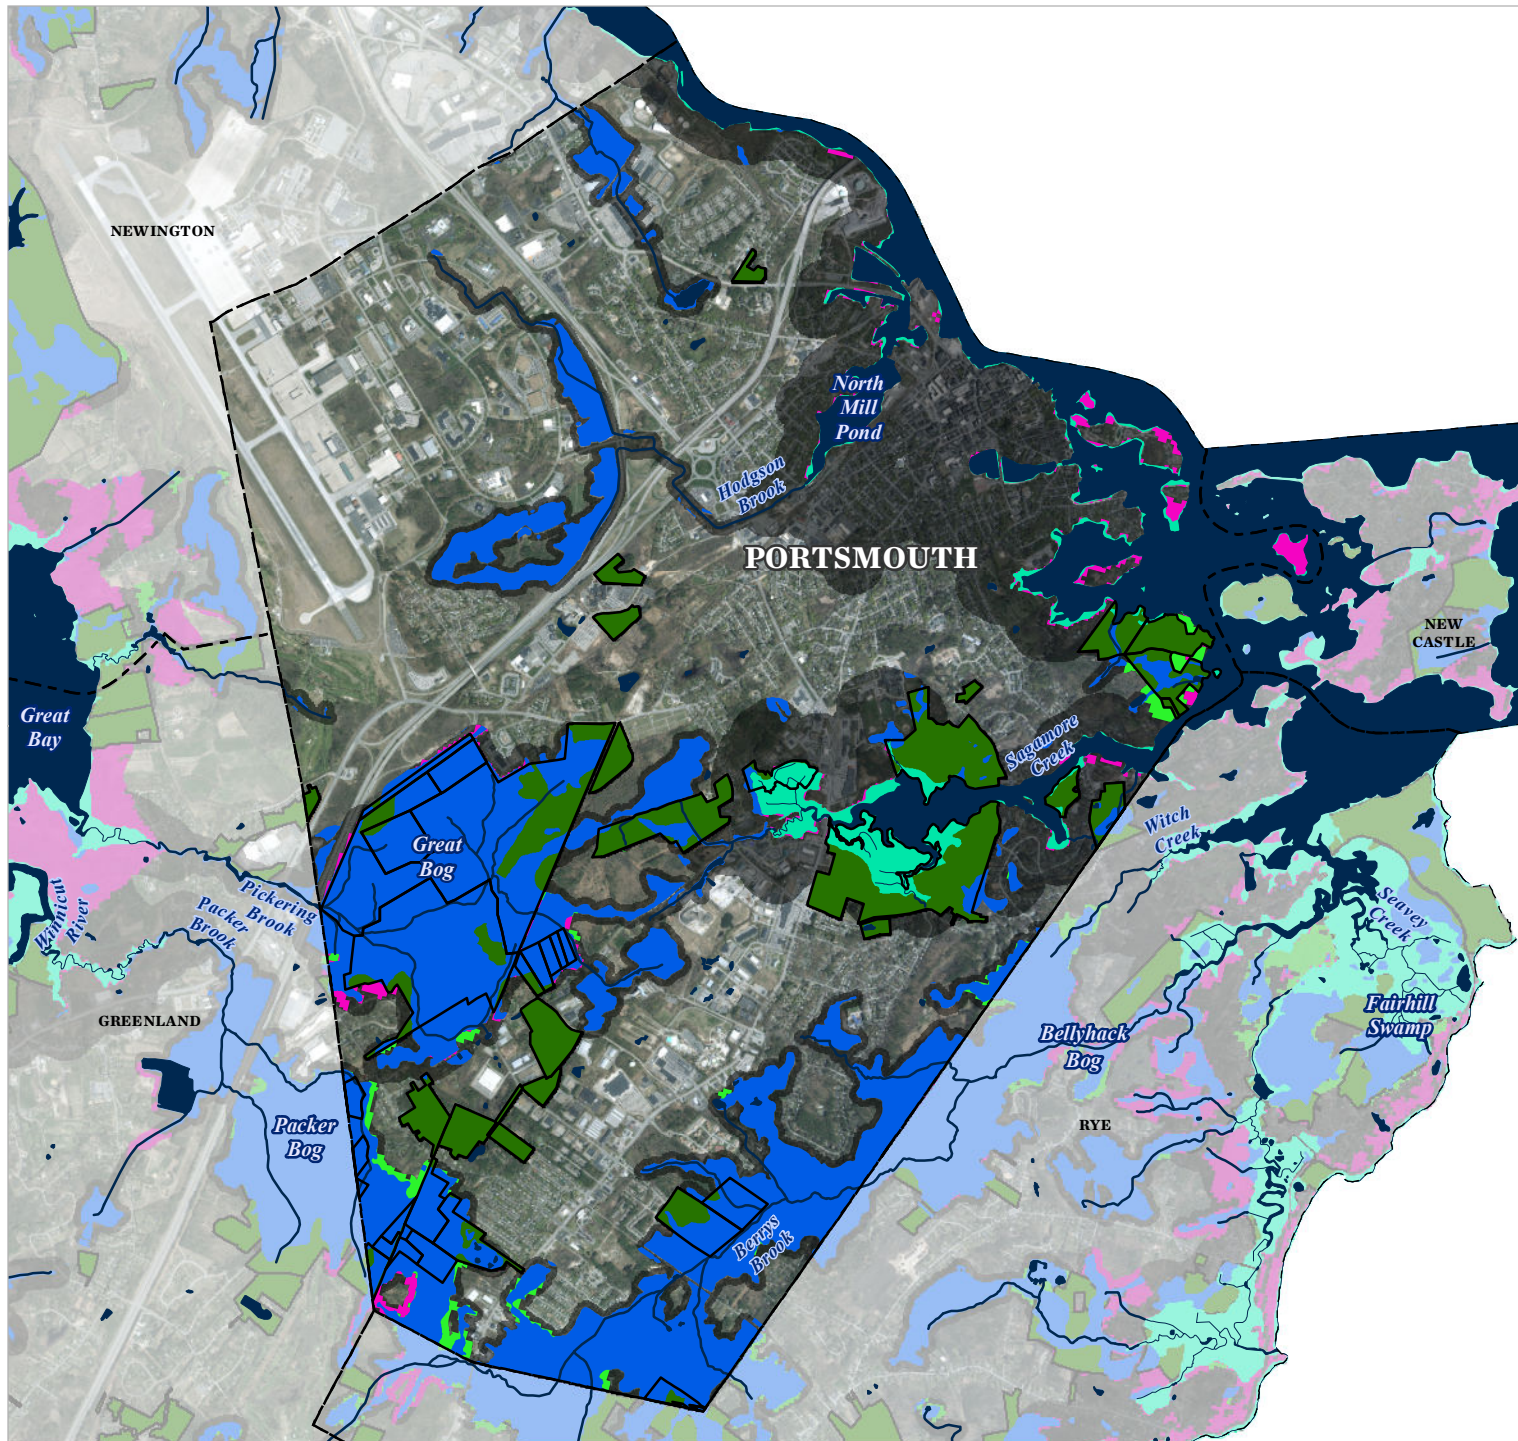 NEWINGTON
North
Mill
Pond
Hodgson
Brook
PORTSMOUTH
NEW
CASTLE
Great
Bay
Sagamore
Creek
Witch
Creek
Great
Bog
Pickering
Brook
Packer
Brook
Winnicut
River
Seavey
Creek
Fairhill
Swamp
GREENLAND
Bellyhack
Bog
Packer
Bog
RYE
Berrys
Brook